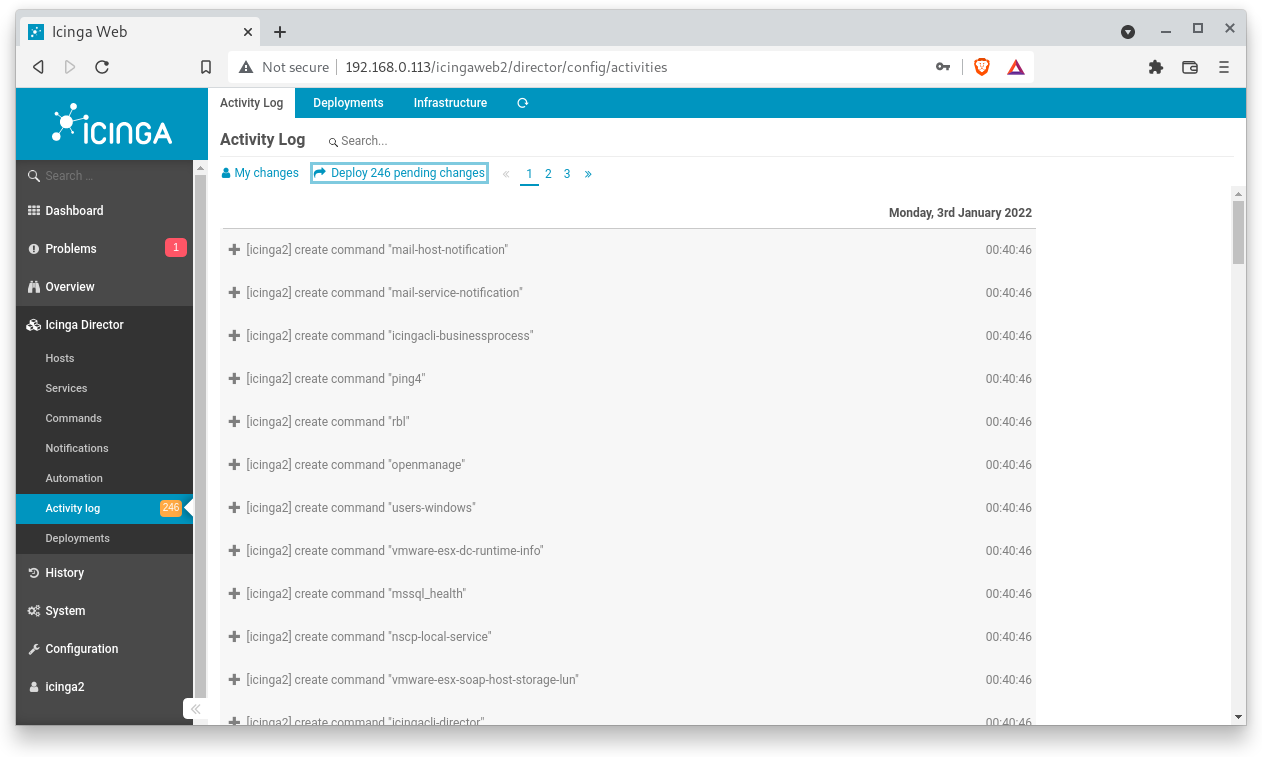 Icinga Web
Not secure 192.168.0.113/icingaweb2/director/config/activities
ICINGA
Activity Log Deployments Infrastructure
Activity Log Search...
My changes Deploy 246 pending changes « 1 2 3 »
Search ...
Dashboard
Problems 1
Overview
Icinga Director
Hosts
Services
Commands
Notifications
Automation
Activity log 246
Deployments
History
System
Configuration
icinga2
«
Monday, 3rd January 2022
[icinga2] create command "mail-host-notification" 00:40:46
[icinga2] create command "mail-service-notification" 00:40:46
[icinga2] create command "icingacli-businessprocess" 00:40:46
[icinga2] create command "ping4" 00:40:46
[icinga2] create command "rbl" 00:40:46
[icinga2] create command "openmanage" 00:40:46
[icinga2] create command "users-windows" 00:40:46
[icinga2] create command "vmware-esx-dc-runtime-info" 00:40:46
[icinga2] create command "mssql_health" 00:40:46
[icinga2] create command "nscp-local-service" 00:40:46
[icinga2] create command "vmware-esx-soap-host-storage-lun" 00:40:46
[icinga2] create command "icingacli-director" 00:40:46